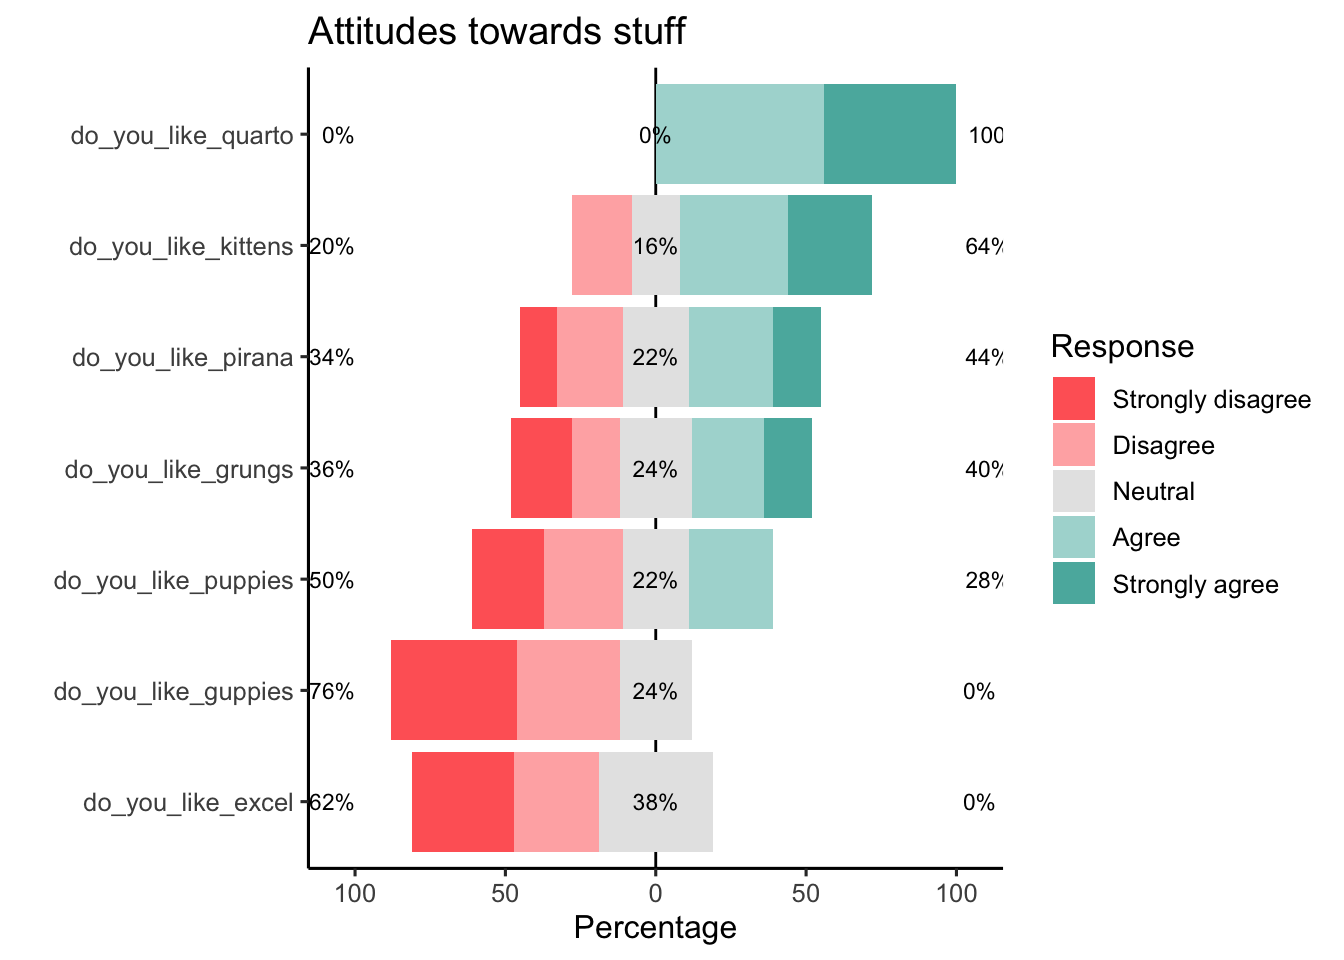 Attitudes towards stuff
do_you_like_quarto 0% 0% 100
do_you_like_kittens 20% 16% 64%
do_you_like_pirana 34% 22% 44%
do_you_like_grungs 36% 24% 40%
do_you_like_puppies 50% 22% 28%
do_you_like_guppies 76% 24% 0%
do_you_like_excel 62% 38% 0%
100 50 0 50 100
Percentage
Response
Strongly disagree
Disagree
Neutral
Agree
Strongly agree